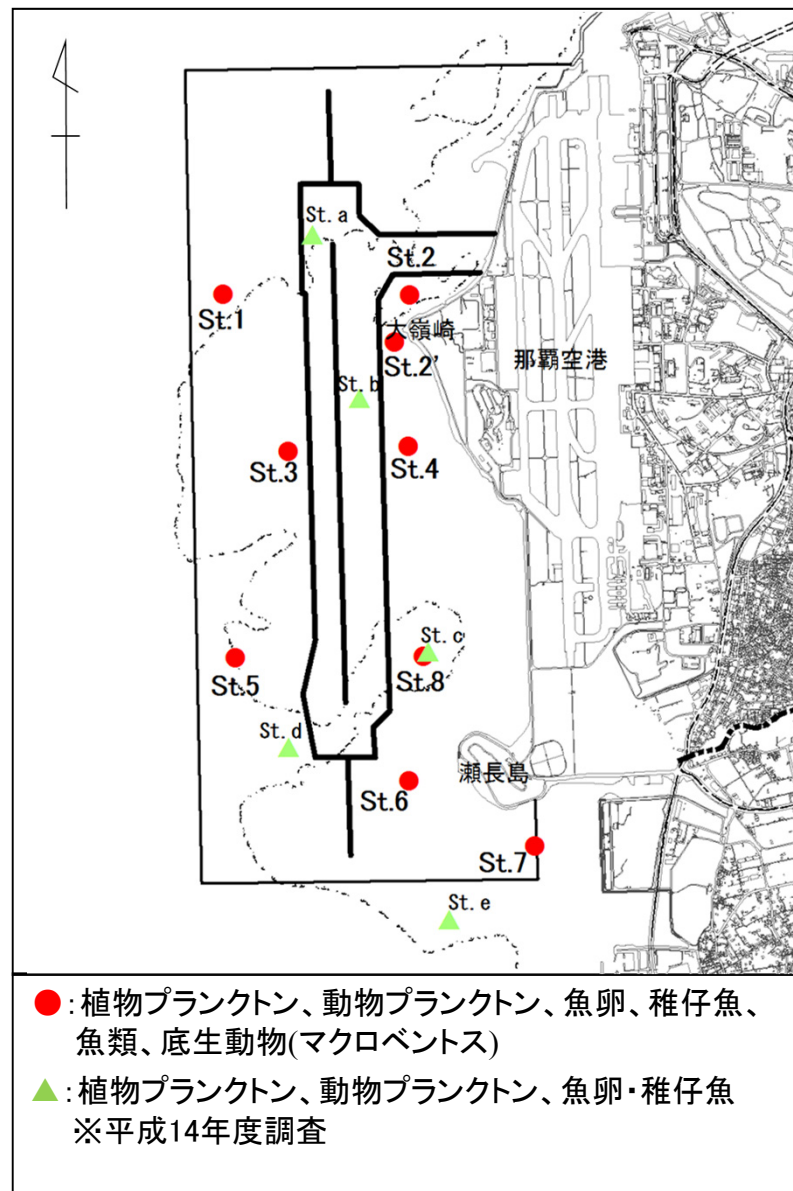 St.a
St.2
St.1
大嶺崎
St.2'
那覇空港
St.b
St.3
St.4
St.c
St.5
St.8
St.d
瀬長島
St.6
St.7
St.e
:植物プランクトン、動物プランクトン、魚卵、稚仔魚、
魚類、底生動物(マクロベントス)
:植物プランクトン、動物プランクトン、魚卵・稚仔魚
※平成14年度調査